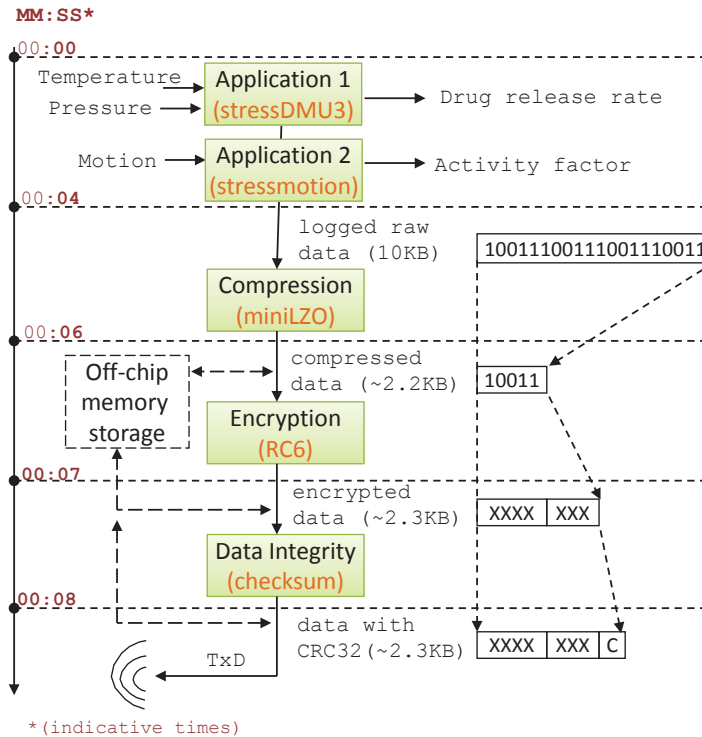 MM:SS*
00:00
Temperature
Pressure
Application 1
(stressDMU3)
Drug release rate
Motion
Application 2
(stressmotion)
Activity factor
00:04
logged raw
data (10KB)
10011100111001110011
Compression
(miniLZO)
00:06
Off-chip
memory
storage
compressed
data (~2.2KB)
10011
Encryption
(RC6)
00:07
encrypted
data (~2.3KB)
XXXX XXX
Data Integrity
(checksum)
00:08
data with
CRC32(~2.3KB)
XXXX XXX C
TxD
*(indicative times)